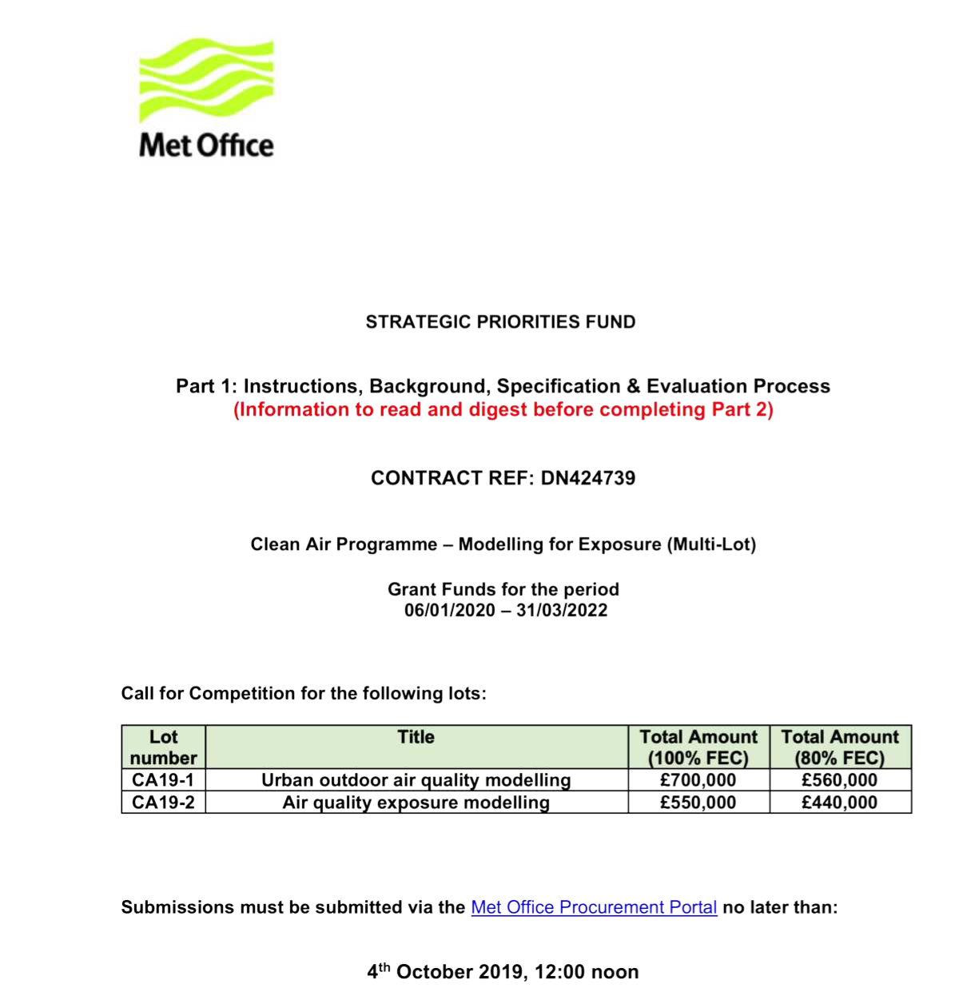 Met Office
STRATEGIC PRIORITIES FUND
Part 1: Instructions, Background, Specification & Evaluation Process
(Information to read and digest before completing Part 2)
CONTRACT REF: DN424739
Clean Air Programme – Modelling for Exposure (Multi-Lot)
Grant Funds for the period
06/01/2020 – 31/03/2022
Call for Competition for the following lots:
Lot number Title Total Amount (100% FEC) Total Amount (80% FEC)
CA19-1 Urban outdoor air quality modelling £700,000 £560,000
CA19-2 Air quality exposure modelling £550,000 £440,000
Submissions must be submitted via the Met Office Procurement Portal no later than:
4th October 2019, 12:00 noon